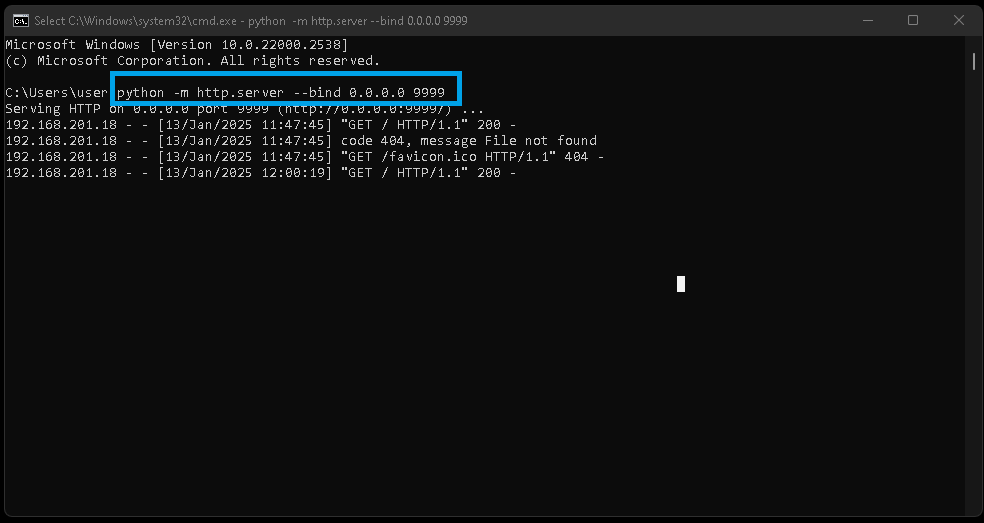 Select C:\Windows\system32\cmd.exe - python -m http.server --bind 0.0.0.0 9999
Microsoft Windows [Version 10.0.22000.2538]
(c) Microsoft Corporation. All rights reserved.
C:\Users\user python -m http.server --bind 0.0.0.0 9999
Serving HTTP on 0.0.0.0 port 9999 (http://0.0.0.0:9999/) ...
192.168.201.18 - - [13/Jan/2025 11:47:45] "GET / HTTP/1.1" 200 -
192.168.201.18 - - [13/Jan/2025 11:47:45] code 404, message File not found
192.168.201.18 - - [13/Jan/2025 11:47:45] "GET /favicon.ico HTTP/1.1" 404 -
192.168.201.18 - - [13/Jan/2025 12:00:19] "GET / HTTP/1.1" 200 -